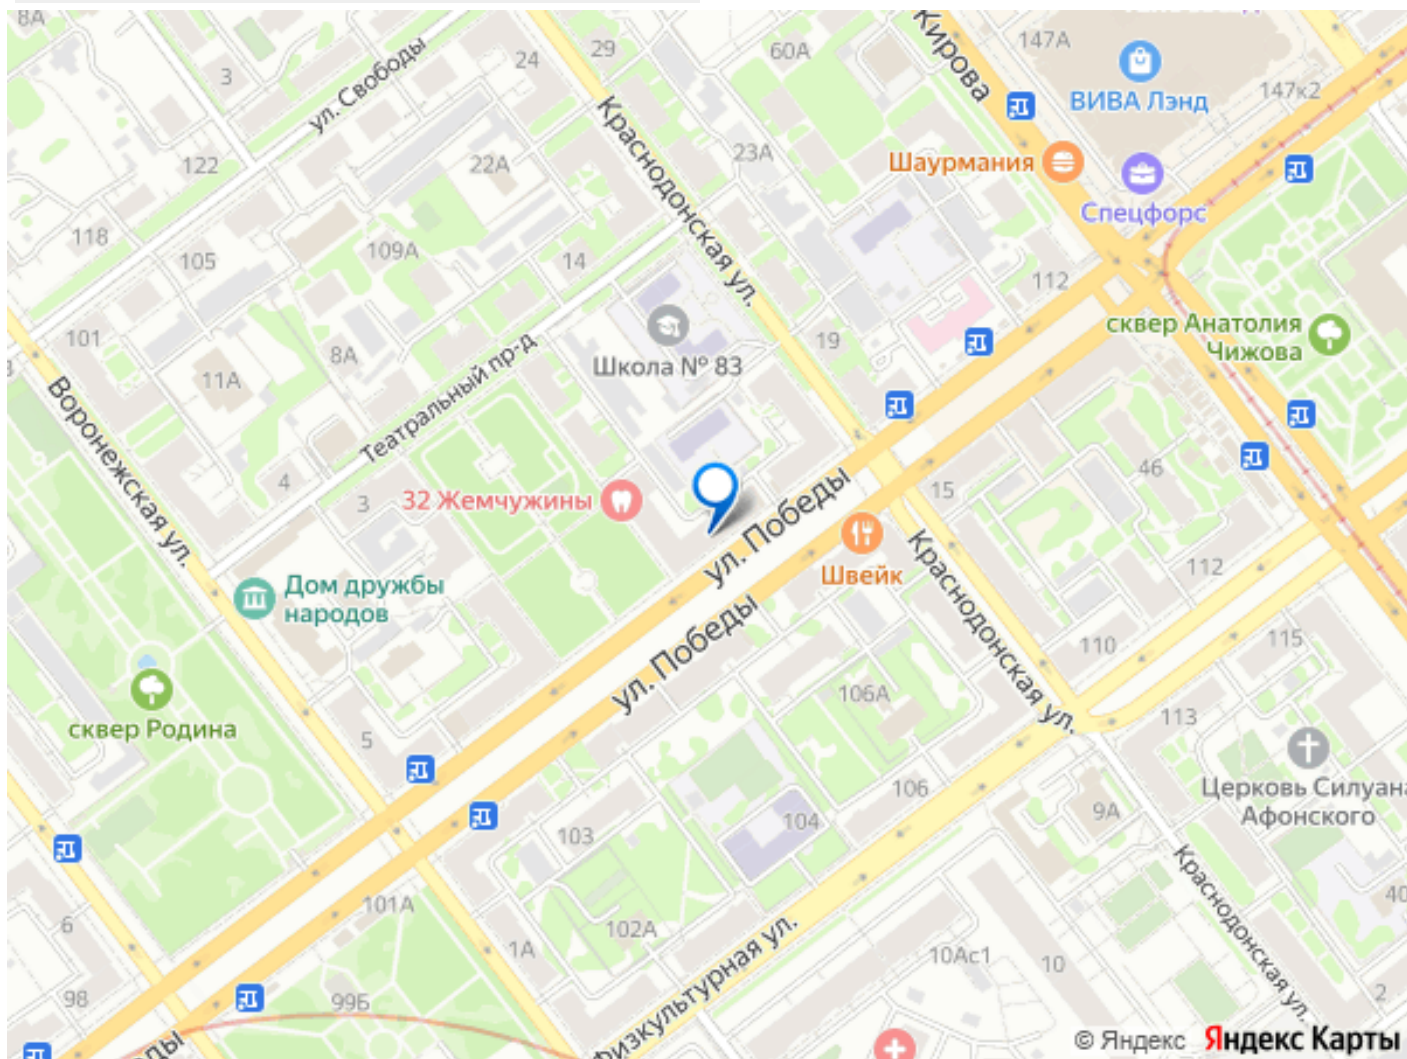 8А
3
ул. Свободы
24
29
60А
Кирова
147А
ВИВА Лэнд
147к2
122
22А
Краснодонская ул.
23А
Шаурмания
Спецфорс
118
105
109А
14
112
101
8А
11А
Театральный пр-д
Школа № 83
19
сквер Анатолия
Чижова
Воронежская ул.
4
3
32 Жемчужины
ул. Победы
15
46
Швейк
Краснодонская ул.
112
Дом дружбы
народов
ул. Победы
110
115
106А
113
сквер Родина
5
Церковь Силуана
Афонского
106
9А
103
104
Краснодонская ул.
40
101А
6
1А
102А
Физкультурная ул.
10Ас1
10
2
98
99Б
© Яндекс Яндекс Карты